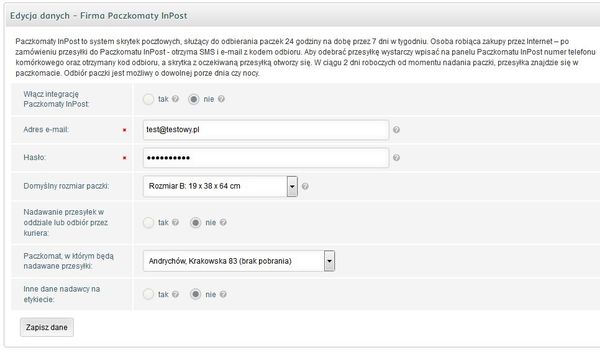 Edycja danych - Firma Paczkomaty InPost
Paczkomaty InPost to system skrytek pocztowych, służący do odbierania paczek 24 godziny na dobę przez 7 dni w tygodniu. Osoba robiąca zakupy przez Internet – po
zamówieniu przesyłki do Paczkomatu InPost - otrzyma SMS i e-mail z kodem odbioru. Aby odebrać przesyłkę wystarczy wpisać na panelu Paczkomatu InPost numer telefonu
komórkowego oraz otrzymany kod odbioru, a skrytka z oczekiwaną przesyłką otworzy się. W ciągu 2 dni roboczych od momentu nadania paczki, przesyłka znajdzie się w
paczkomacie. Odbiór paczki jest możliwy o dowolnej porze dnia czy nocy.
Włącz integrację
Paczkomaty InPost:
tak ? nie ?
Adres e-mail: * test@testowy.pl ?
Hasło: * •••••••••• ?
Domyślny rozmiar paczki: Rozmiar B: 19 x 38 x 64 cm ?
Nadawanie przesyłek w
oddziale lub odbiór przez
kuriera:
tak ? nie ?
Paczkomat, w którym będą
nadawane przesyłki:
Andrychów, Krakowska 83 (brak pobrania)
Inne dane nadawcy na
etykiecie:
tak ? nie ?
Zapisz dane